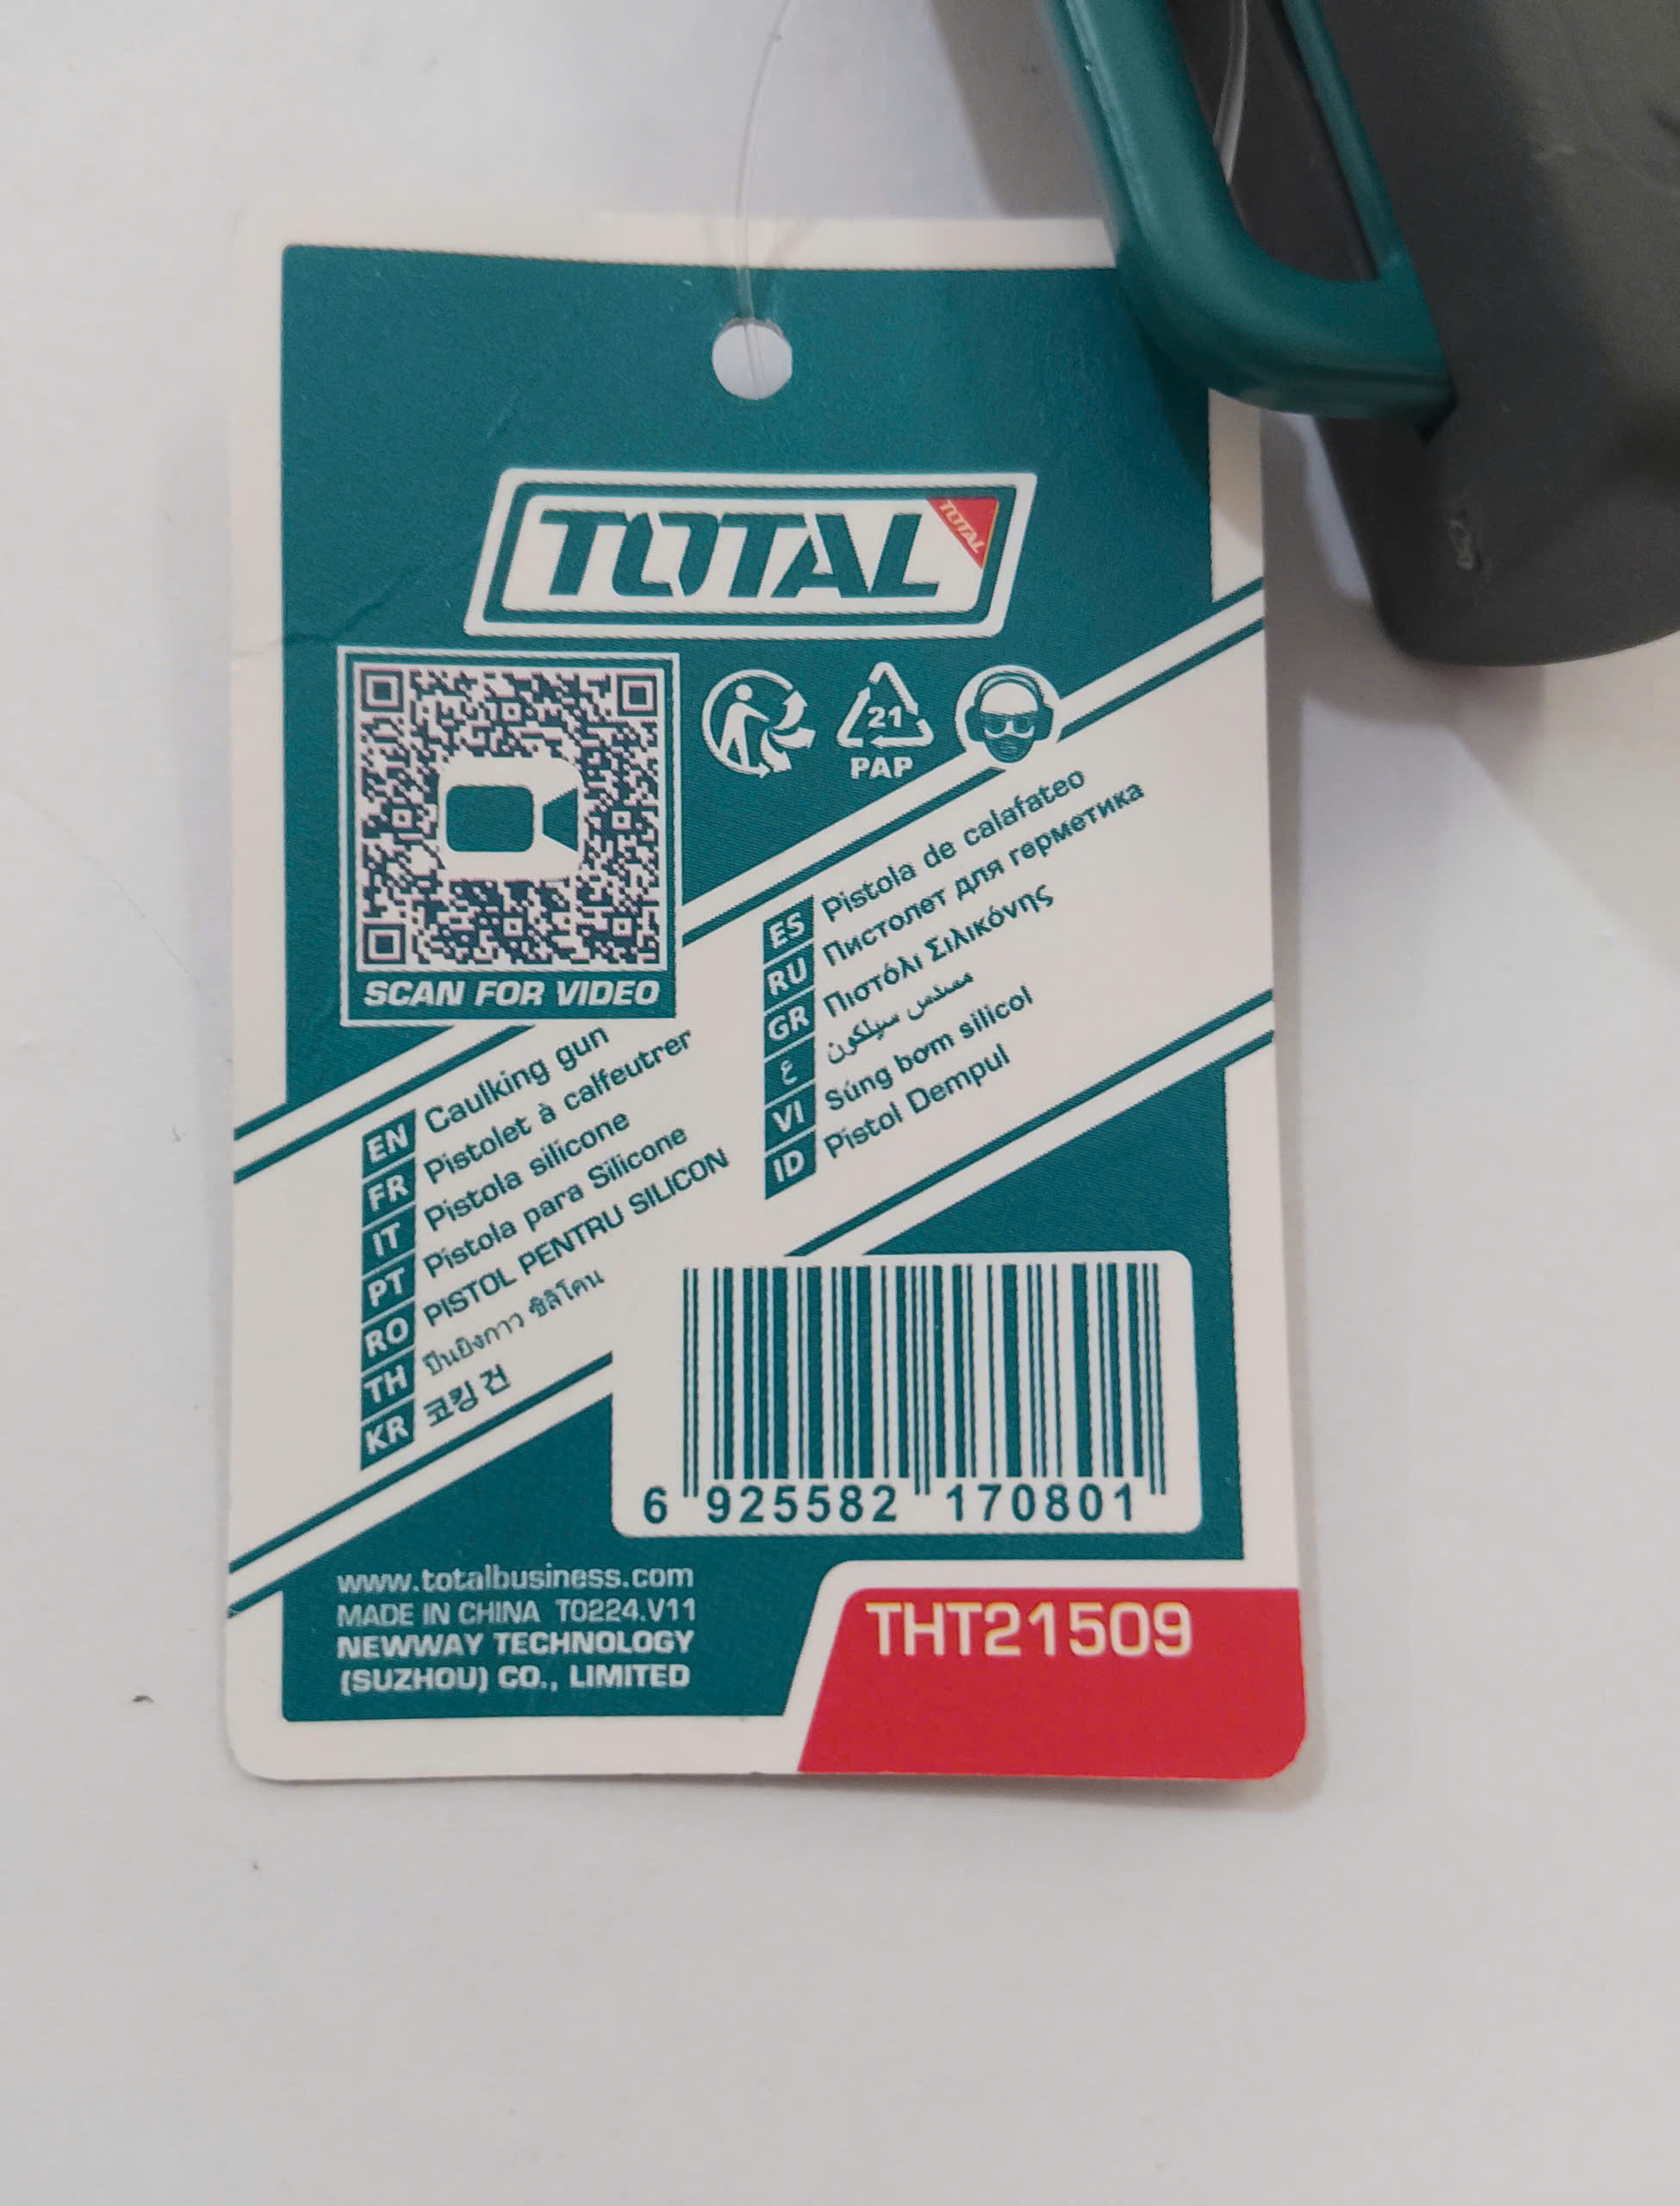 TOTAL
TOTAL
21
PAP
SCAN FOR VIDEO
EN Caulking gun
FR Pistolet à calfeutrer
IT Pistola silicone
PT Pistola para Silicone
RO PISTOL PENTRU SILICON
TH ปืนยิงกาว ซิลิโคน
KR 코킹 건
ES Pistola de calafateo
RU Пистолет для герметика
GR Πιστόλι Σιλικόνης
ع مسدس سيلكون
VI Súng bơm silicol
ID Pistol Dempul
6 925582 170801
www.totalbusiness.com
MADE IN CHINA T0224.V11
NEWWAY TECHNOLOGY
(SUZHOU) CO., LIMITED
THT21509